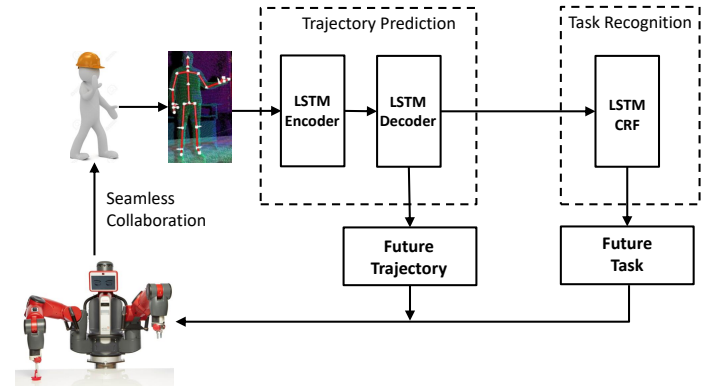 Trajectory Prediction
Task Recognition
LSTM
Encoder
LSTM
Decoder
LSTM
CRF
Seamless
Collaboration
Future
Trajectory
Future
Task